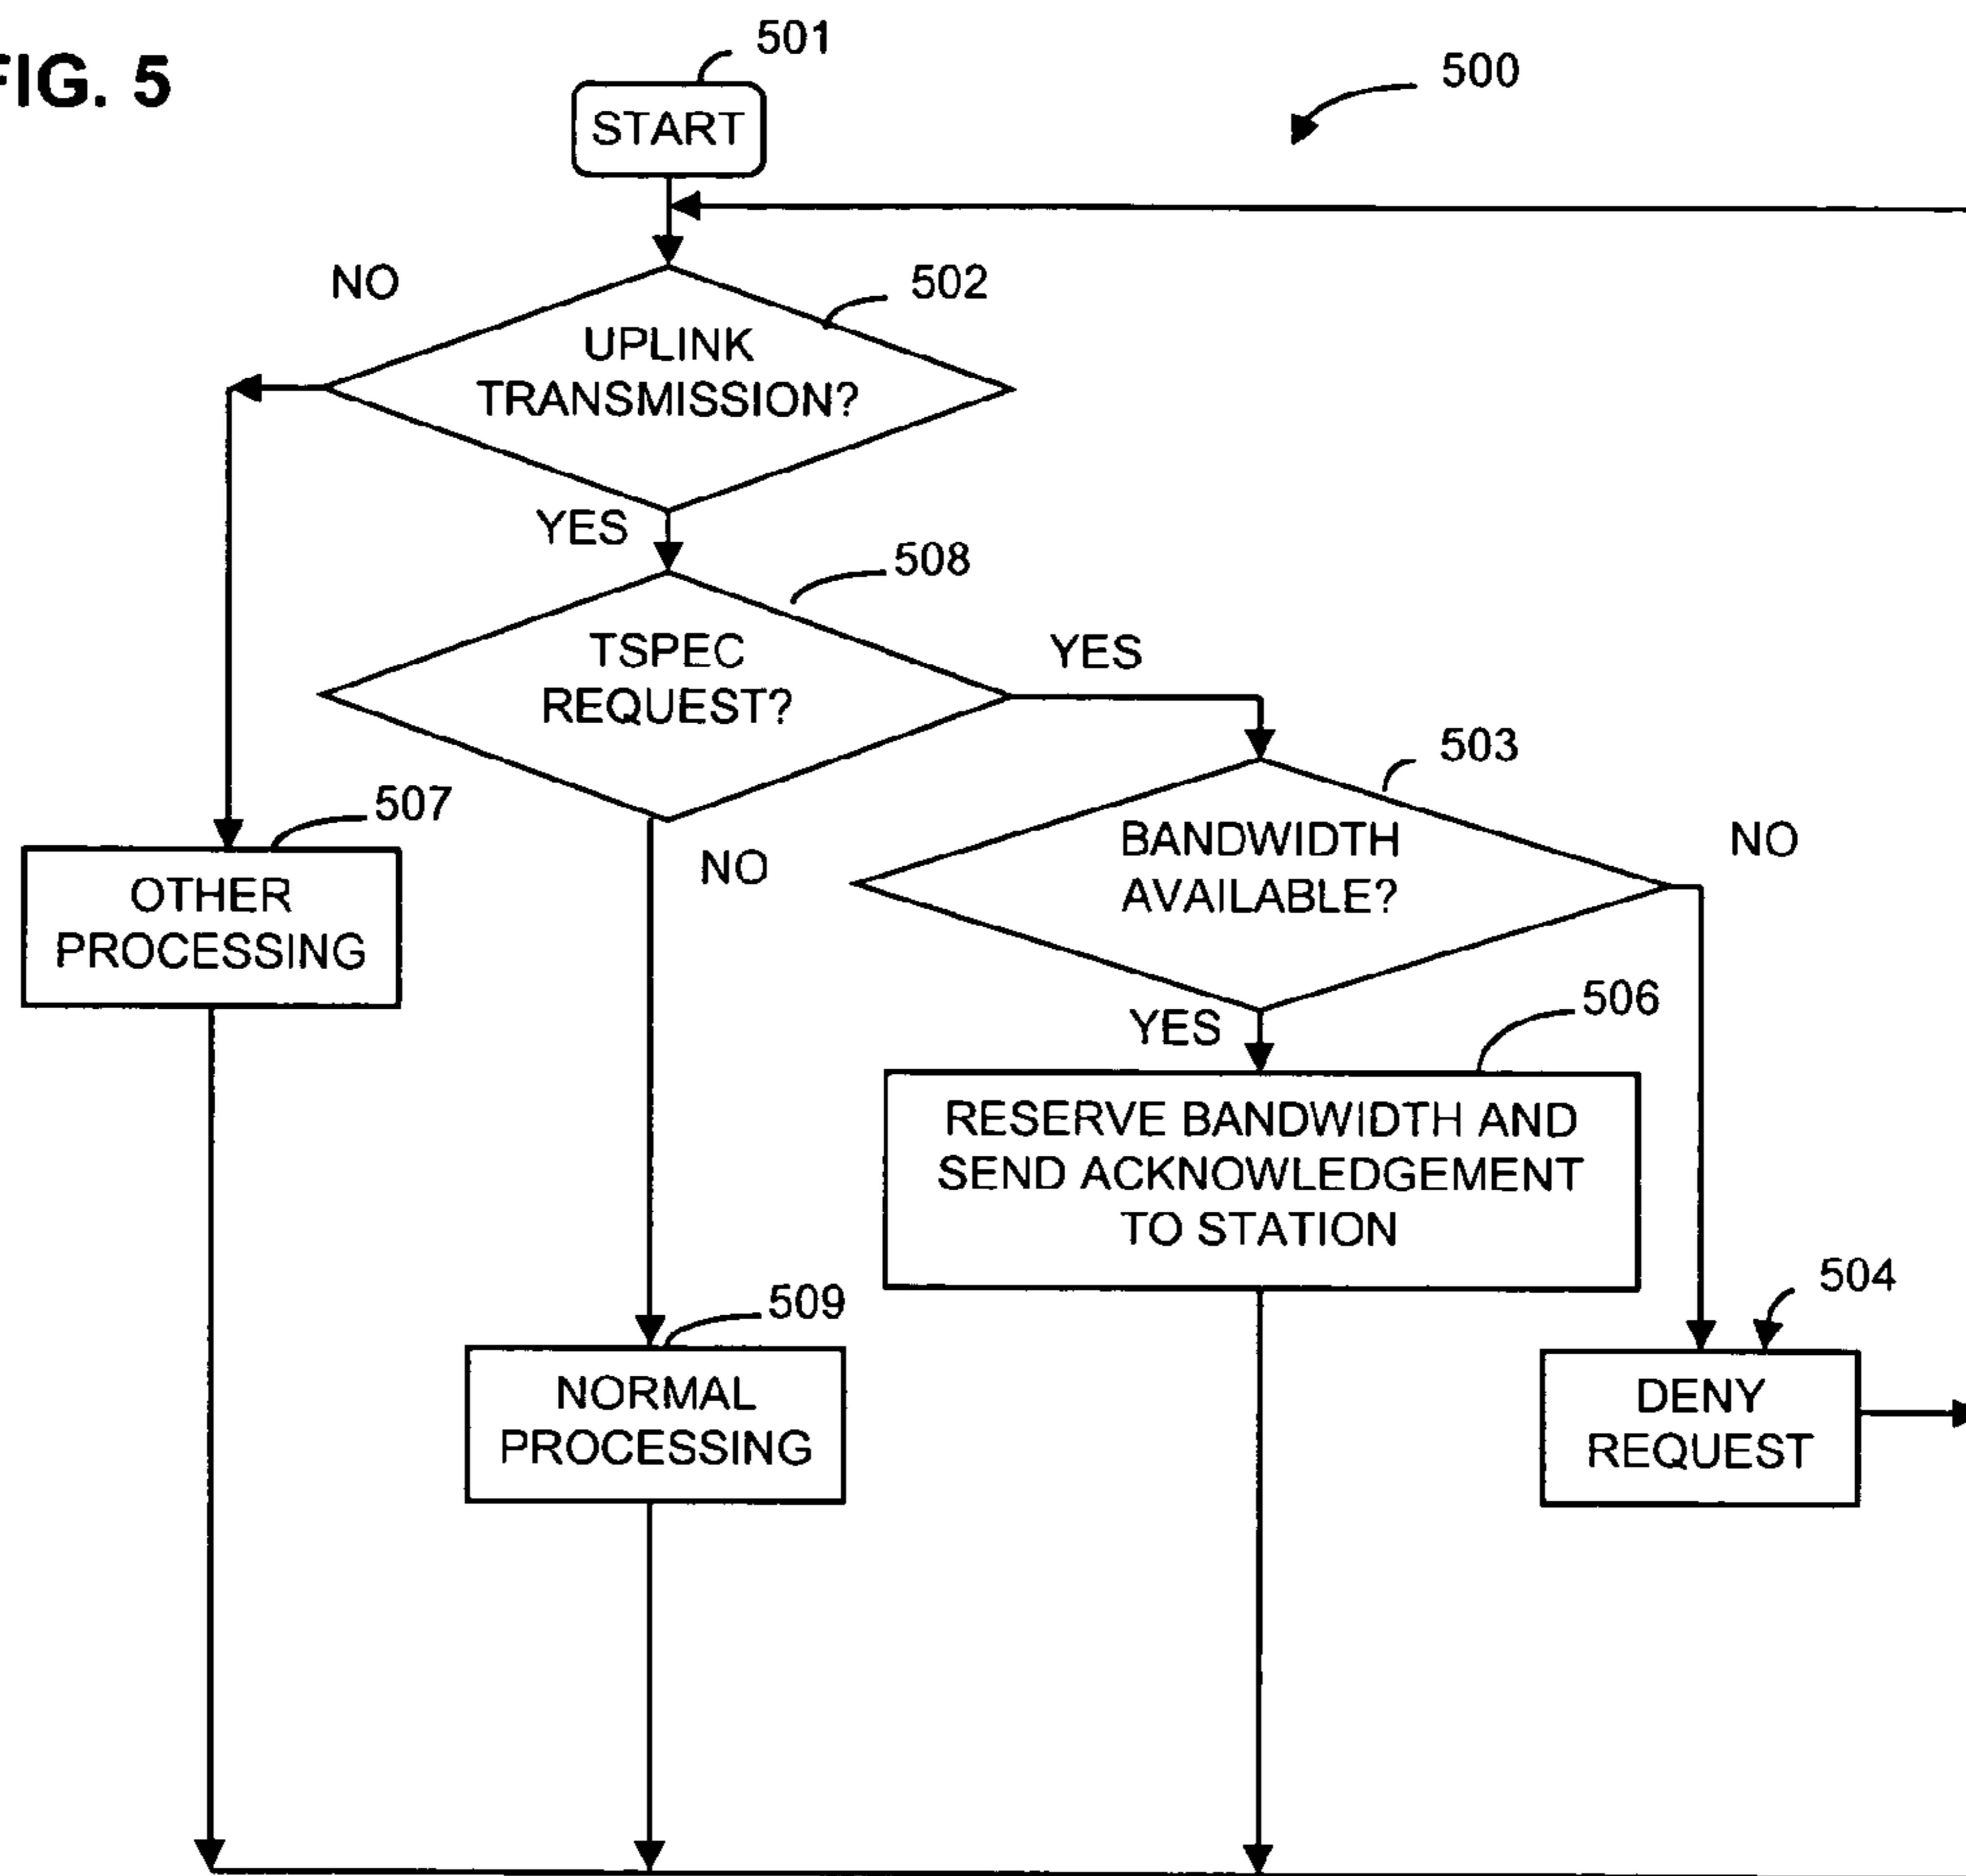 FIG. 5
501
500
START
NO
502
UPLINK
TRANSMISSION?
YES
508
TSPEC
REQUEST?
YES
503
507
BANDWIDTH
AVAILABLE?
NO
NO
OTHER
PROCESSING
YES
506
RESERVE BANDWIDTH AND
SEND ACKNOWLEDGEMENT
TO STATION
504
509
NORMAL
PROCESSING
DENY
REQUEST